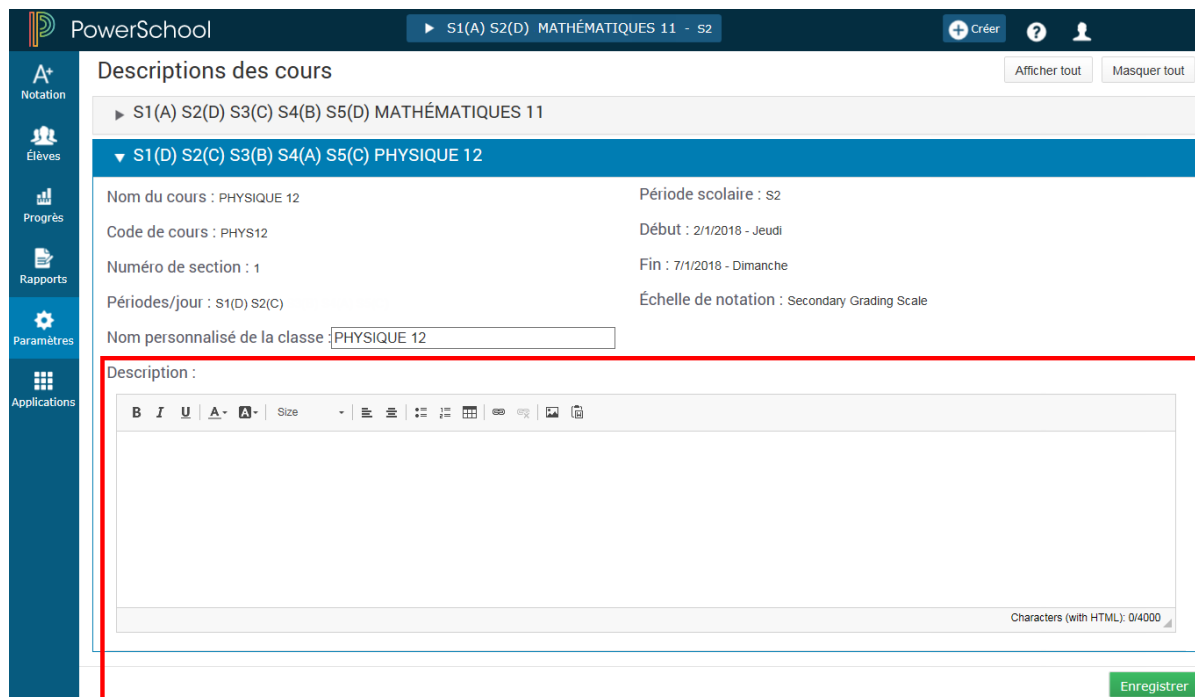 PowerSchool
S1(A) S2(D) MATHÉMATIQUES 11 - S2
Créer
A+
Notation
Élèves
Progrès
Rapports
Paramètres
Applications
Descriptions des cours
Afficher tout
Masquer tout
S1(A) S2(D) S3(C) S4(B) S5(D) MATHÉMATIQUES 11
S1(D) S2(C) S3(B) S4(A) S5(C) PHYSIQUE 12
Nom du cours : PHYSIQUE 12
Période scolaire : S2
Code de cours : PHYS12
Début : 2/1/2018 - Jeudi
Numéro de section : 1
Fin : 7/1/2018 - Dimanche
Périodes/jour : S1(D) S2(C)
Échelle de notation : Secondary Grading Scale
Nom personnalisé de la classe : PHYSIQUE 12
Description :
B I U A A Size
Characters (with HTML): 0/4000
Enregistrer